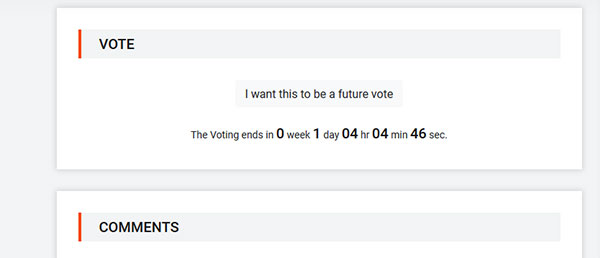 VOTE
I want this to be a future vote
The Voting ends in 0 week 1 day 04 hr 04 min 46 sec.
COMMENTS